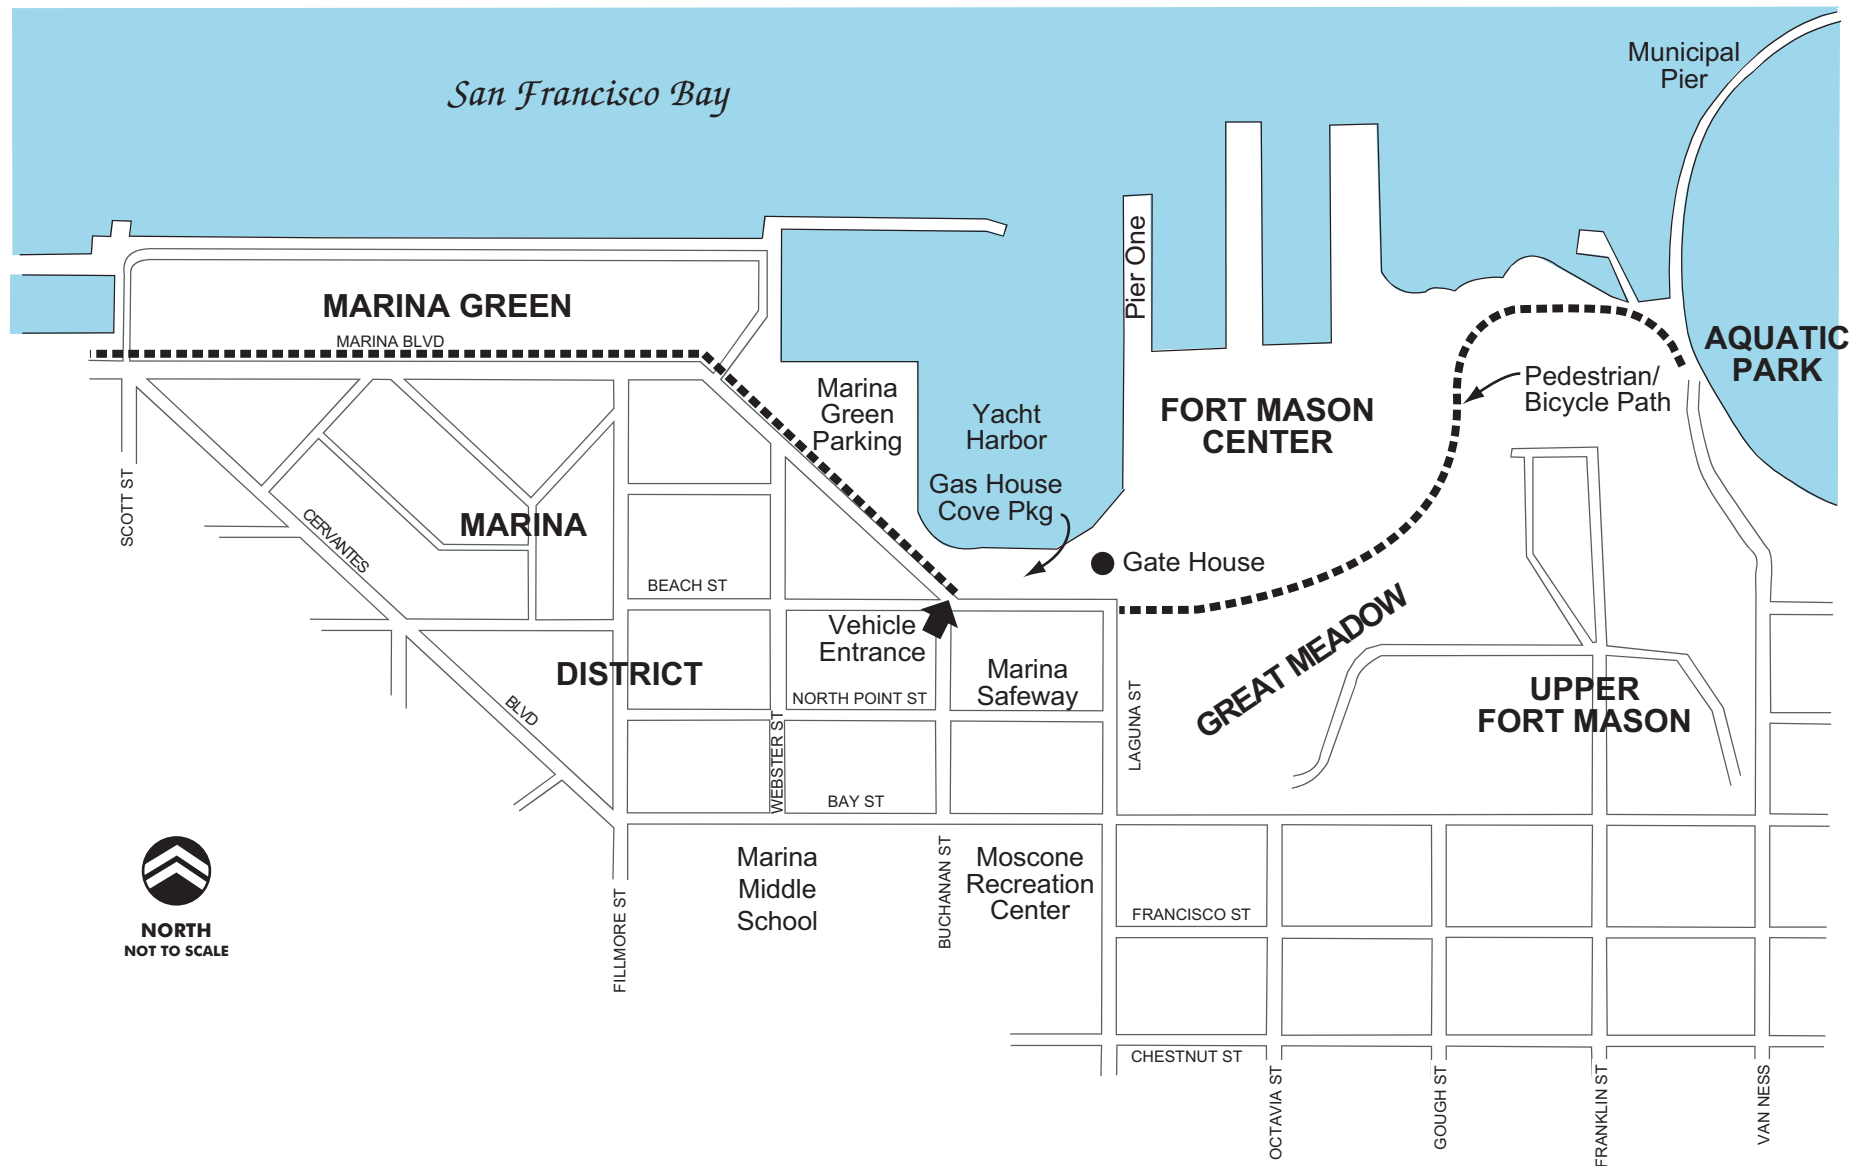 San Francisco Bay
Municipal
Pier
Pier One
MARINA GREEN
MARINA BLVD
AQUATIC
PARK
Marina
Green
Parking
Yacht
Harbor
FORT MASON
CENTER
Pedestrian/
Bicycle Path
Gas House
Cove Pkg
SCOTT ST
CERVANTES
MARINA
Gate House
BEACH ST
Vehicle
Entrance
GREAT MEADOW
DISTRICT
BLVD
Marina
Safeway
NORTH POINT ST
UPPER
FORT MASON
WEBSTER ST
LAGUNA ST
BAY ST
Marina
Middle
School
BUCHANAN ST
Moscone
Recreation
Center
FILLMORE ST
FRANCISCO ST
NORTH
NOT TO SCALE
CHESTNUT ST
OCTAVIA ST
GOUGH ST
FRANKLIN ST
VAN NESS